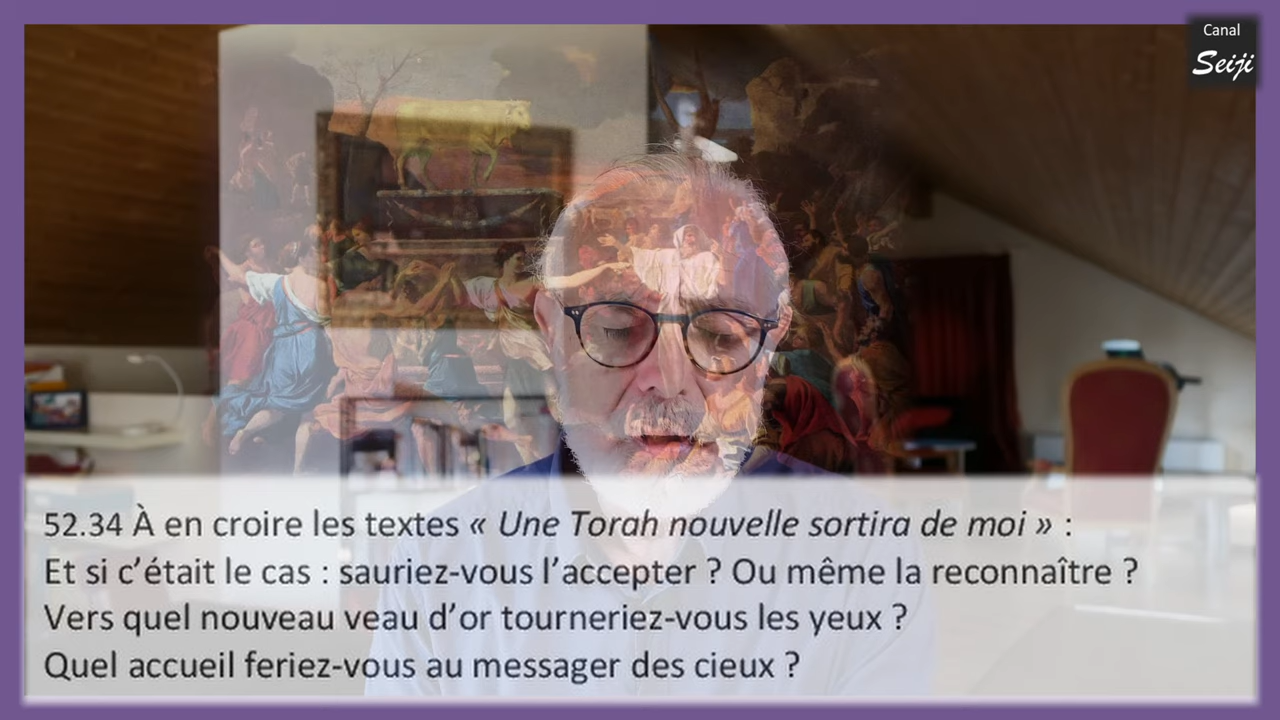 Canal
Seiji
52.34 À en croire les textes « Une Torah nouvelle sortira de moi » :
Et si c’était le cas : sauriez-vous l’accepter ? Ou même la reconnaître ?
Vers quel nouveau veau d’or tourneriez-vous les yeux ?
Quel accueil feriez-vous au messager des cieux ?